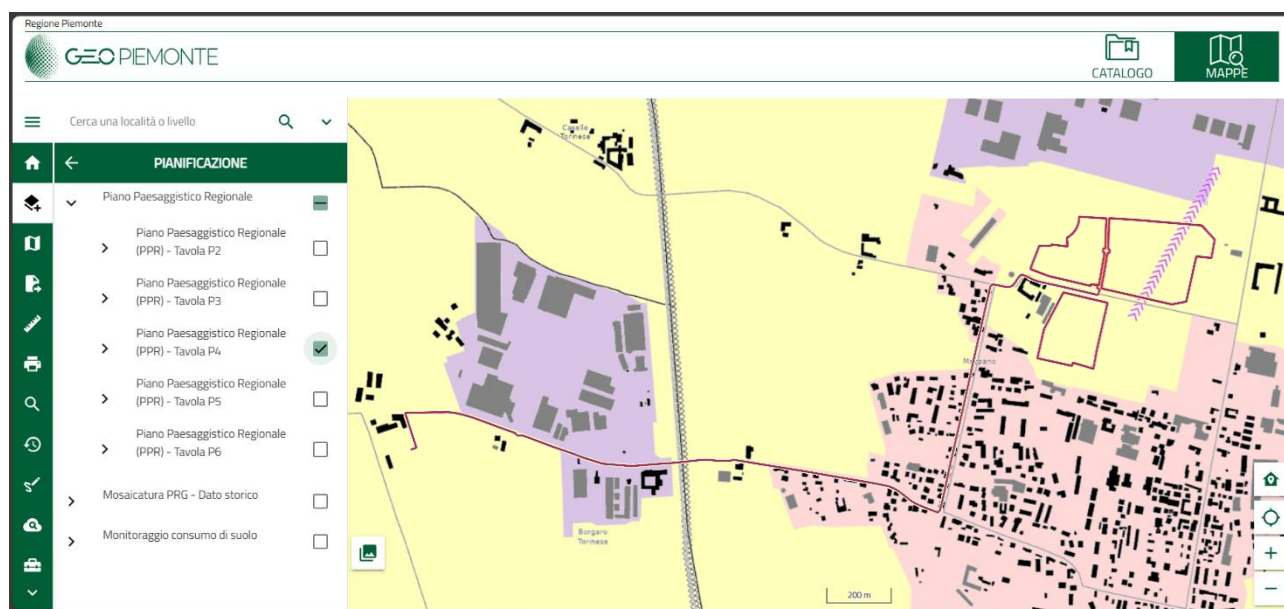 Regione Piemonte
GEO PIEMONTE
CATALOGO
MAPPE
Cerca una località o livello
PIANIFICAZIONE
Piano Paesaggistico Regionale
Piano Paesaggistico Regionale
(PPR) - Tavola P2
Piano Paesaggistico Regionale
(PPR) - Tavola P3
Piano Paesaggistico Regionale
(PPR) - Tavola P4
Piano Paesaggistico Regionale
(PPR) - Tavola P5
Piano Paesaggistico Regionale
(PPR) - Tavola P6
Mosaicatura PRG - Dato storico
Monitoraggio consumo di suolo
Caselle
Torinese
Borgaro
Torinese
200 m